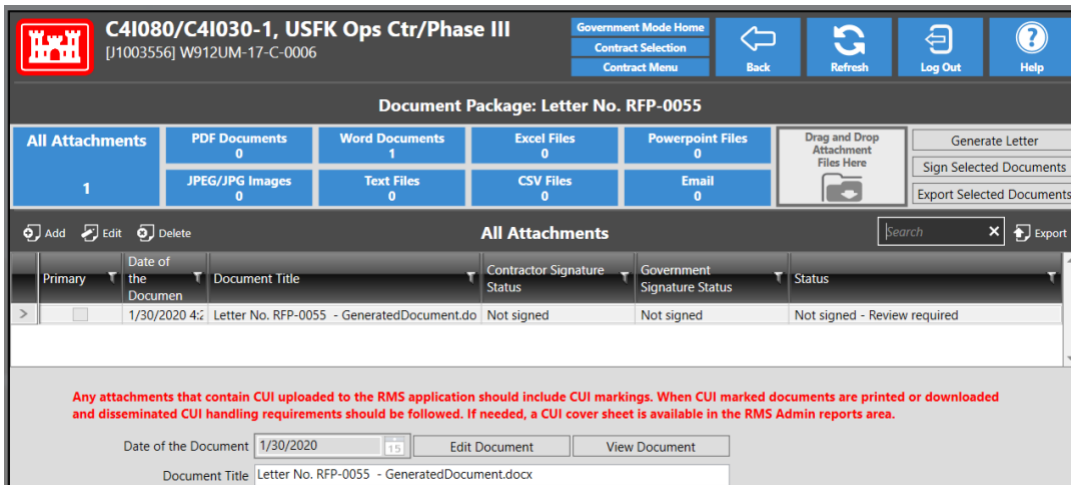 C4I080/C4I030-1, USFK Ops Ctr/Phase III
[J1003556] W912UM-17-C-0006
Government Mode Home
Contract Selection
Contract Menu
Back
Refresh
Log Out
Help
Document Package: Letter No. RFP-0055
All Attachments
1
PDF Documents
0
Word Documents
1
Excel Files
0
Powerpoint Files
0
JPEG/JPG Images
0
Text Files
0
CSV Files
0
Email
0
Drag and Drop
Attachment
Files Here
Generate Letter
Sign Selected Documents
Export Selected Documents
Add Edit Delete
All Attachments
Search
Export
Primary
Date of
the
Documen
Document Title
Contractor Signature
Status
Government
Signature Status
Status
1/30/2020 4:2 Letter No. RFP-0055 - GeneratedDocument.do Not signed Not signed Not signed - Review required
Any attachments that contain CUI uploaded to the RMS application should include CUI markings. When CUI marked documents are printed or downloaded
and disseminated CUI handling requirements should be followed. If needed, a CUI cover sheet is available in the RMS Admin reports area.
Date of the Document 1/30/2020 15 Edit Document View Document
Document Title Letter No. RFP-0055 - GeneratedDocument.docx